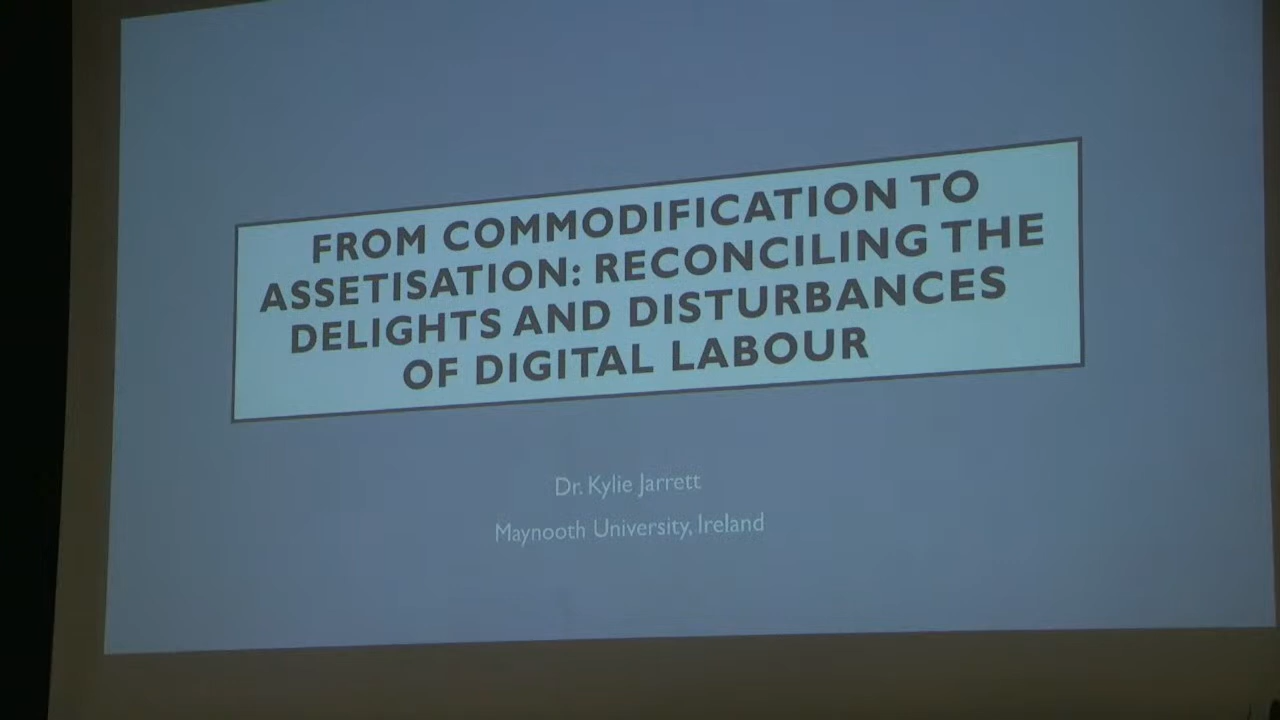 FROM COMMODIFICATION TO
ASSETISATION: RECONCILING THE
DELIGHTS AND DISTURBANCES
OF DIGITAL LABOUR
Dr. Kylie Jarrett
Maynooth University, Ireland